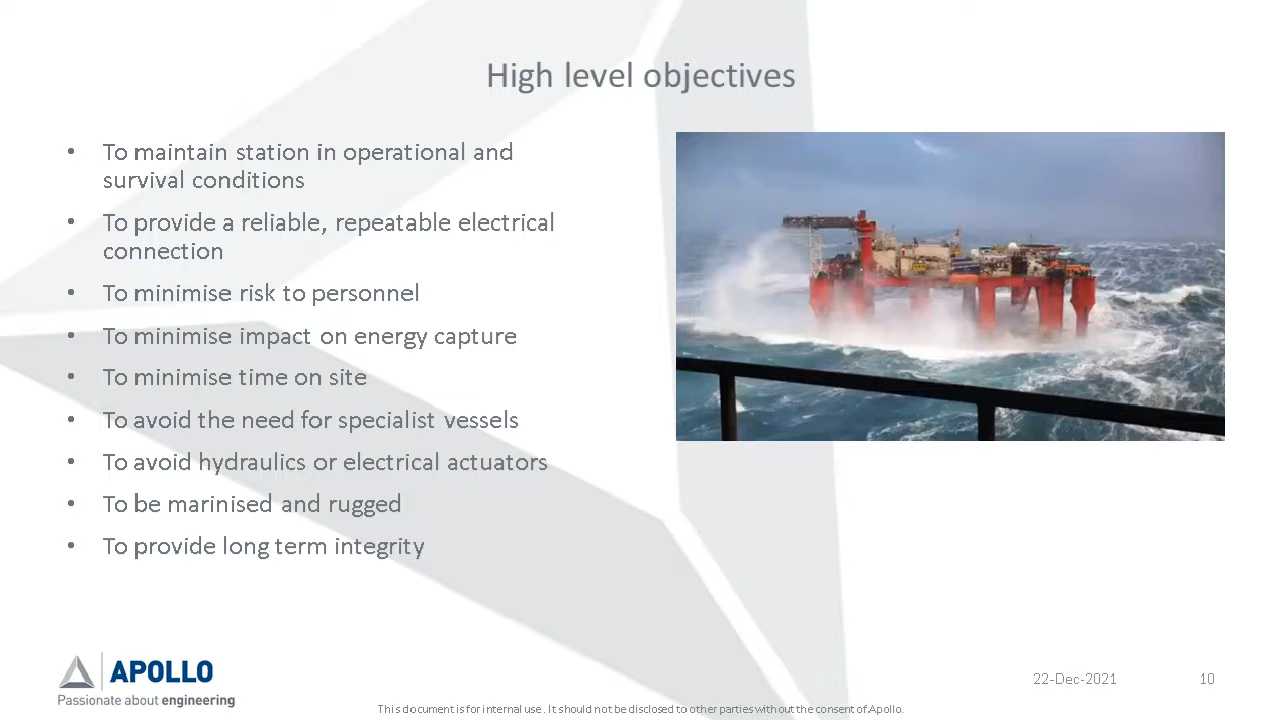 High level objectives
• To maintain station in operational and
survival conditions
• To provide a reliable, repeatable electrical
connection
• To minimise risk to personnel
• To minimise impact on energy capture
• To minimise time on site
• To avoid the need for specialist vessels
• To avoid hydraulics or electrical actuators
• To be marinised and rugged
• To provide long term integrity
APOLLO
Passionate about engineering
22-Dec-2021
10
This document is for internal use. It should not be disclosed to other parties without the consent of Apollo.